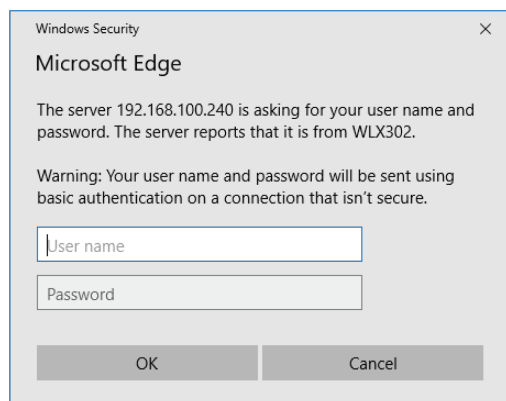 Windows Security
Microsoft Edge
The server 192.168.100.240 is asking for your user name and
password. The server reports that it is from WLX302.
Warning: Your user name and password will be sent using
basic authentication on a connection that isn’t secure.
User name
Password
OK
Cancel